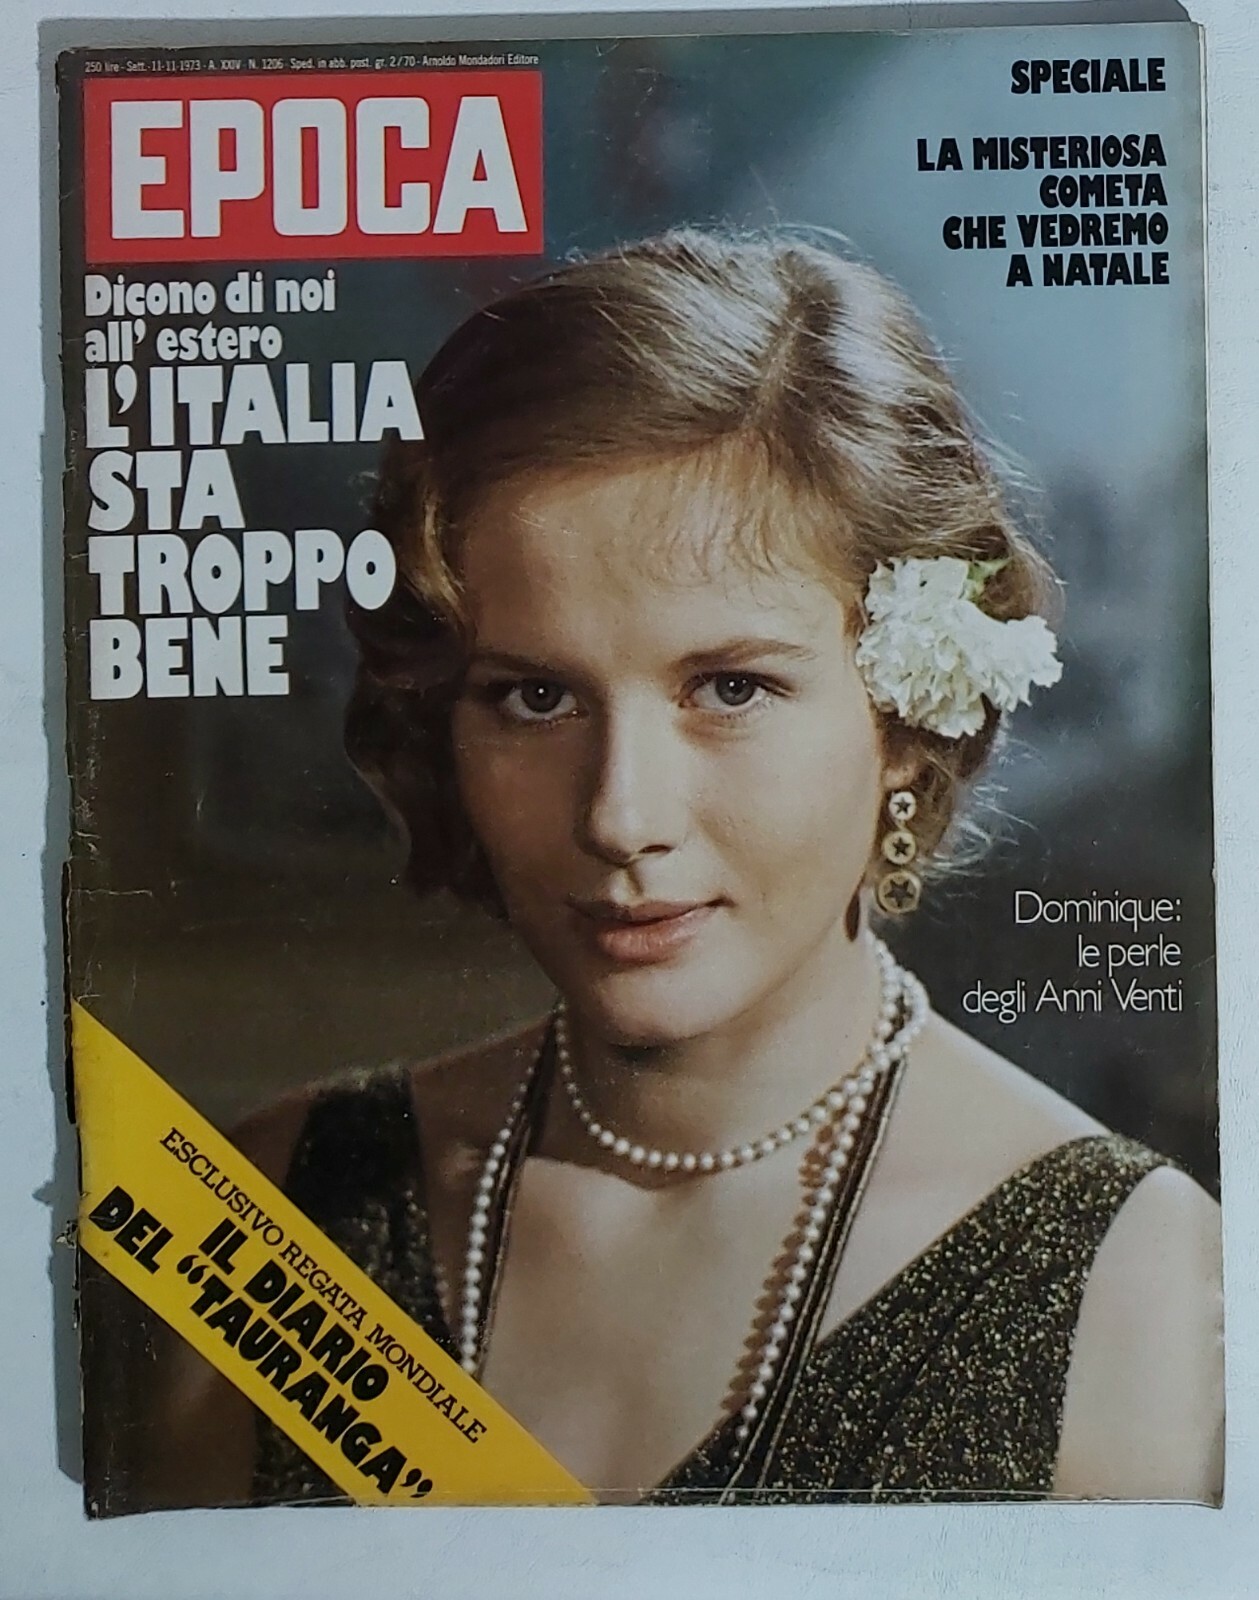 250 lire - Sett. - 11-11-1973 - A. XXIV - N. 1206 - Sped. in abb. post. gr. 2/70 - Arnoldo Mondadori Editore
EPOCA
Dicono di noi
all' estero
L'ITALIA
STA
TROPPO
BENE
SPECIALE
LA MISTERIOSA
COMETA
CHE VEDREMO
A NATALE
Dominique:
le perle
degli Anni Venti
ESCLUSIVO REGATA MONDIALE
IL DIARIO
DEL “TAURANGA”